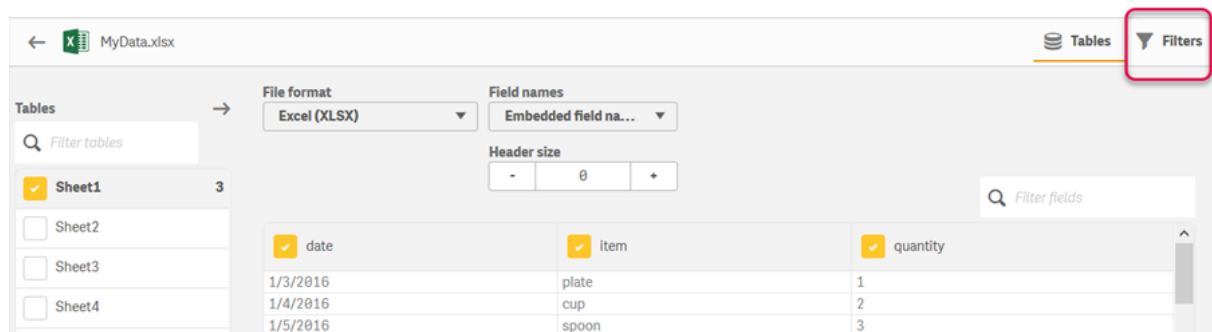 MyData.xlsx
Tables
Filters
Tables
Filter tables
Sheet1 3
Sheet2
Sheet3
Sheet4
File format
Excel (XLSX)
Field names
Embedded field na...
Header size
- 0 +
Filter fields
date item quantity
1/3/2016 plate 1
1/4/2016 cup 2
1/5/2016 spoon 3